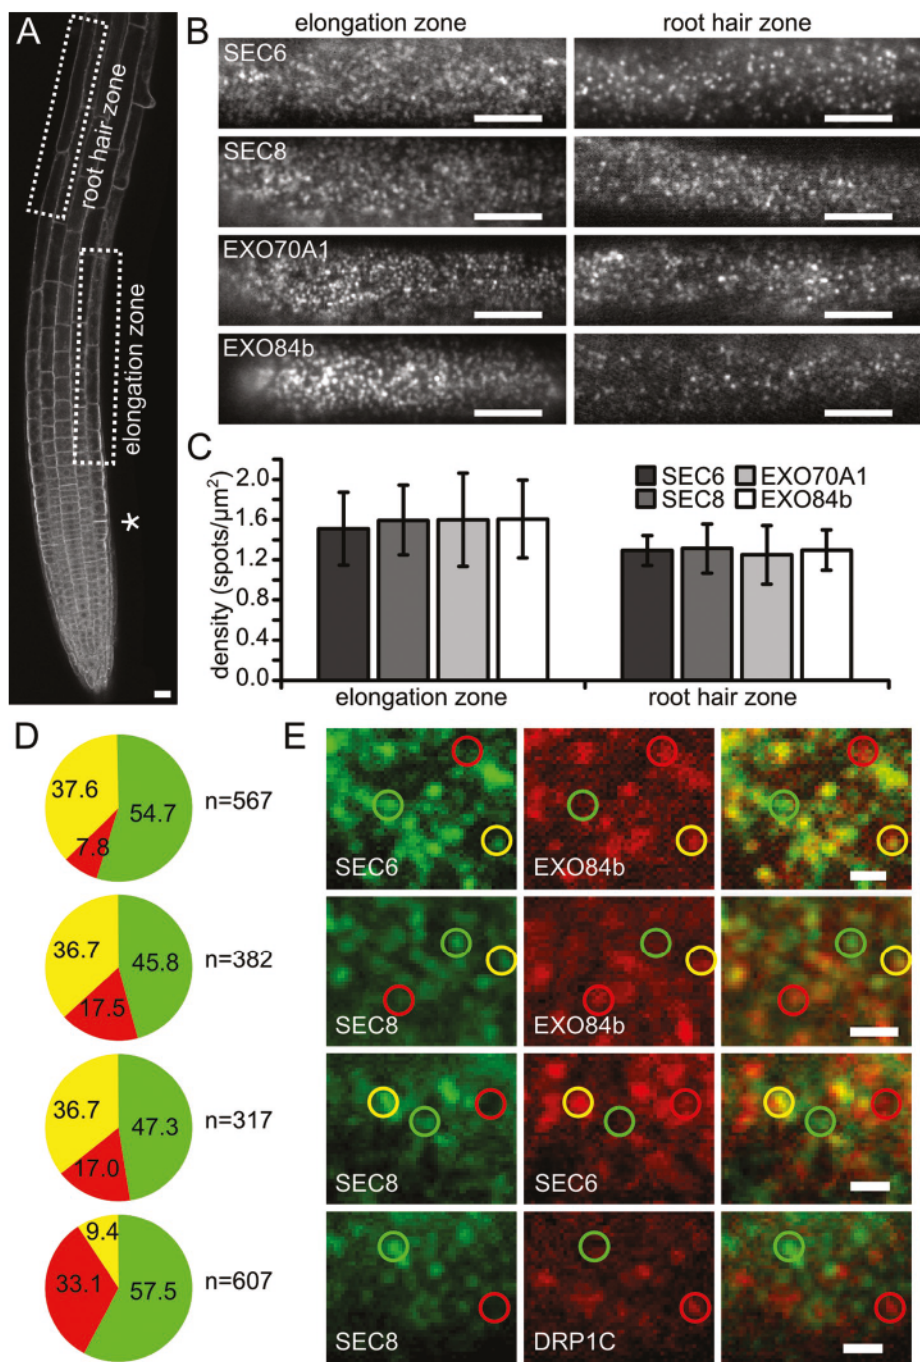 A
root hair zone
elongation zone
*
B
elongation zone
root hair zone
SEC6
SEC8
EXO70A1
EXO84b
C
density (spots/μm²)
2.0
1.6
1.2
0.8
0.4
0.0
SEC6
EXO70A1
SEC8
EXO84b
elongation zone
root hair zone
D
37.6
54.7
7.8
n=567
36.7
45.8
17.5
n=382
36.7
47.3
17.0
n=317
9.4
33.1
57.5
n=607
E
SEC6
EXO84b
SEC8
EXO84b
SEC8
SEC6
SEC8
DRP1C